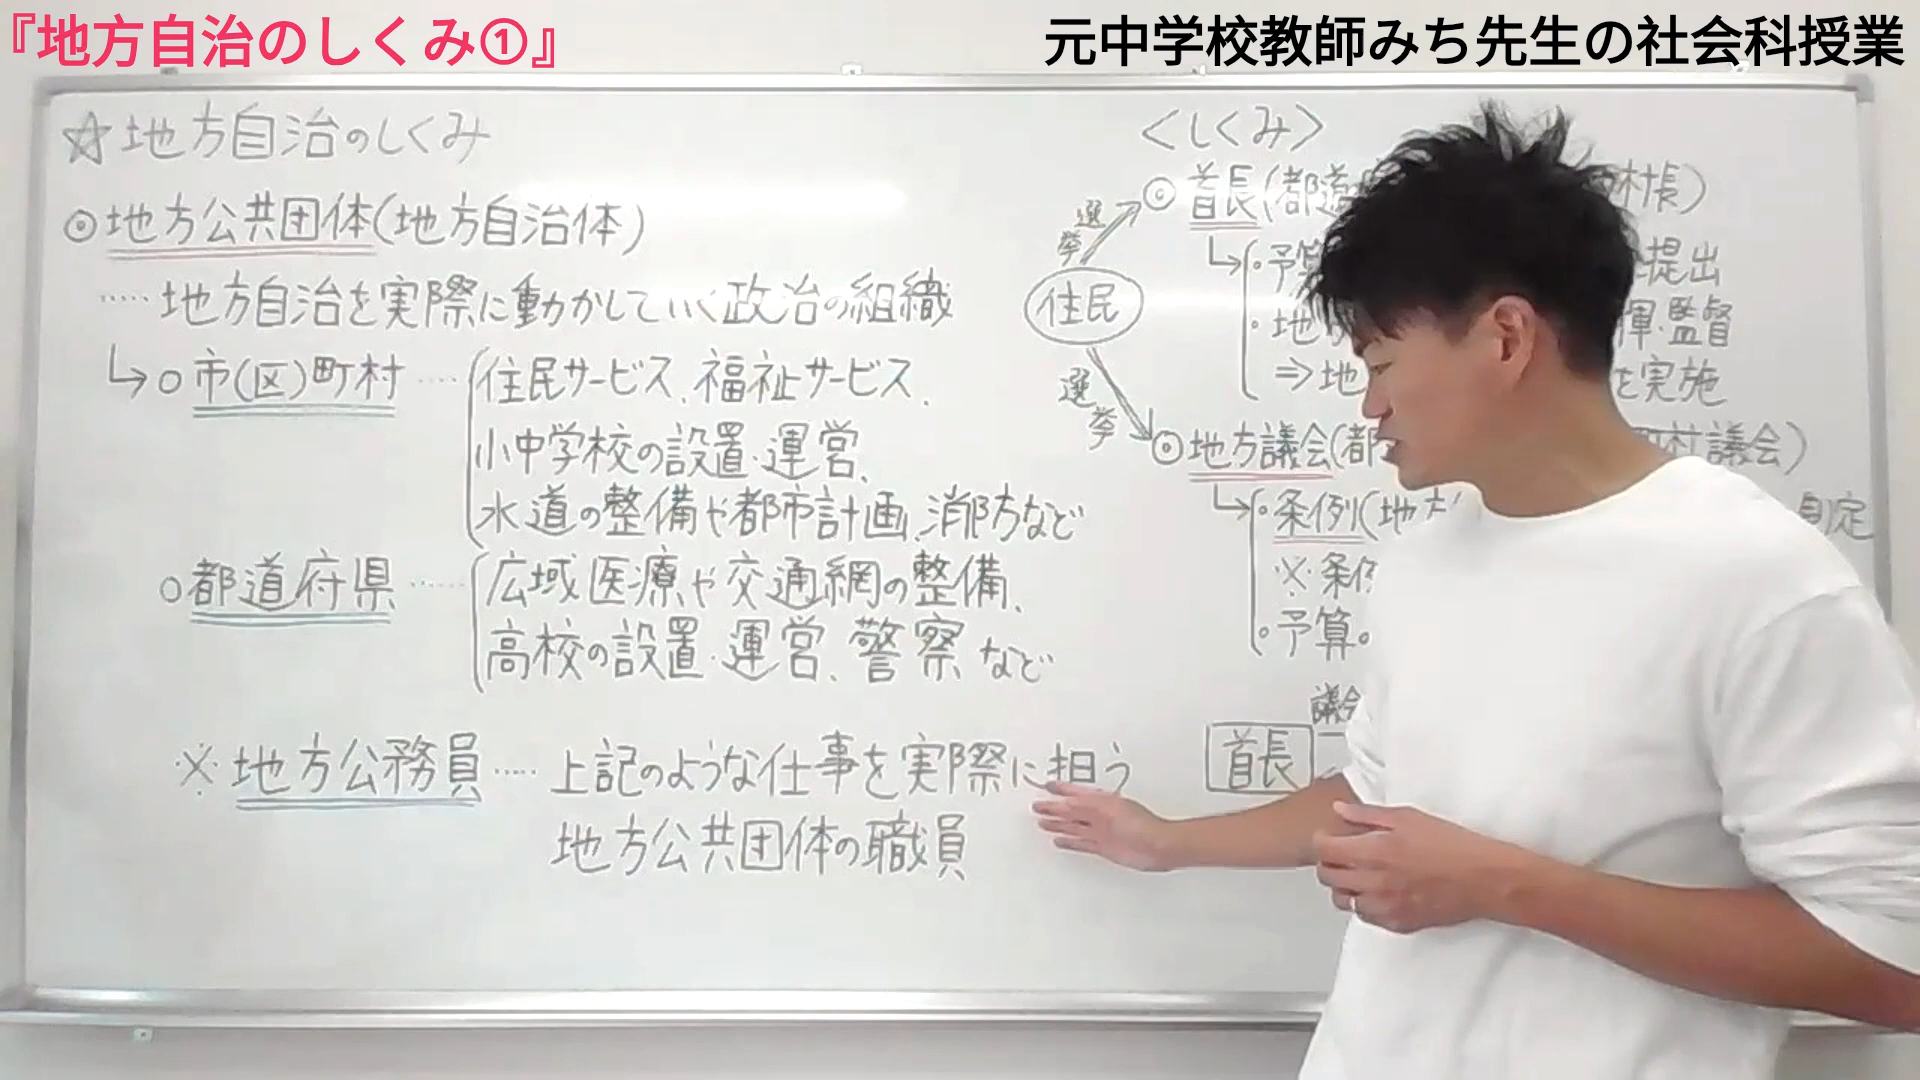 『地方自治のしくみ①』
元中学校教師みち先生の社会科授業
☆地方自治のしくみ
◎地方公共団体(地方自治体)
‥‥地方自治を実際に動かしていく政治の組織
↳○市(区)町村‥‥住民サービス、福祉サービス、
小中学校の設置・運営、
水道の整備や都市計画、消防など
○都道府県‥‥広域医療や交通網の整備、
高校の設置・運営、警察など
※地方公務員‥‥上記のような仕事を実際に担う
地方公共団体の職員
<しくみ>
選挙
◎首長(都道 村長)
↳・予算 提出
住民
・地 揮・監督
⇒地 を実施
選挙
◎地方議会(都 町村議会)
↳・条例(地方 定
※条例
・予算
議会
首長